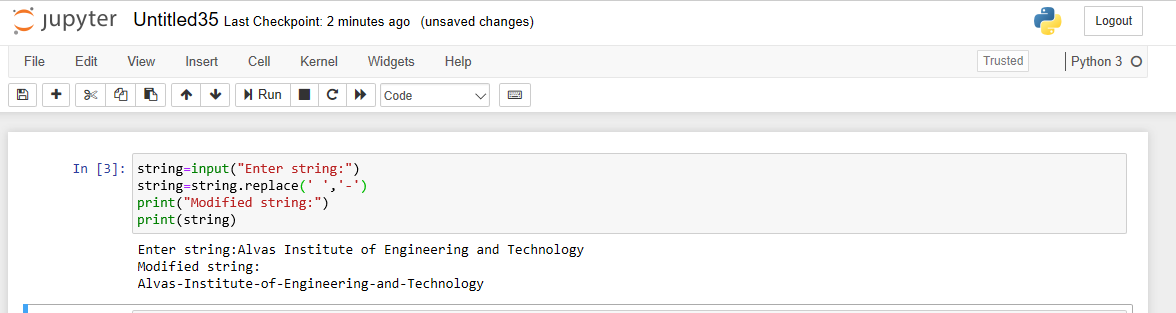 jupyter Untitled35 Last Checkpoint: 2 minutes ago (unsaved changes) Logout
File Edit View Insert Cell Kernel Widgets Help Trusted Python 3
Run Code
In [3]: string=input("Enter string:")
string=string.replace(' ','-')
print("Modified string:")
print(string)
Enter string:Alvas Institute of Engineering and Technology
Modified string:
Alvas-Institute-of-Engineering-and-Technology